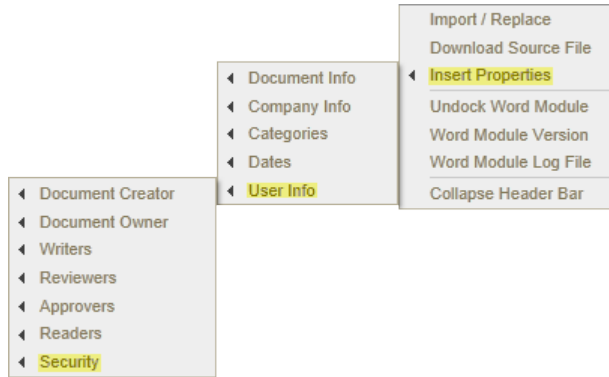 Import / Replace
Download Source File
Insert Properties
Undock Word Module
Word Module Version
Word Module Log File
Collapse Header Bar
Document Info
Company Info
Categories
Dates
User Info
Document Creator
Document Owner
Writers
Reviewers
Approvers
Readers
Security